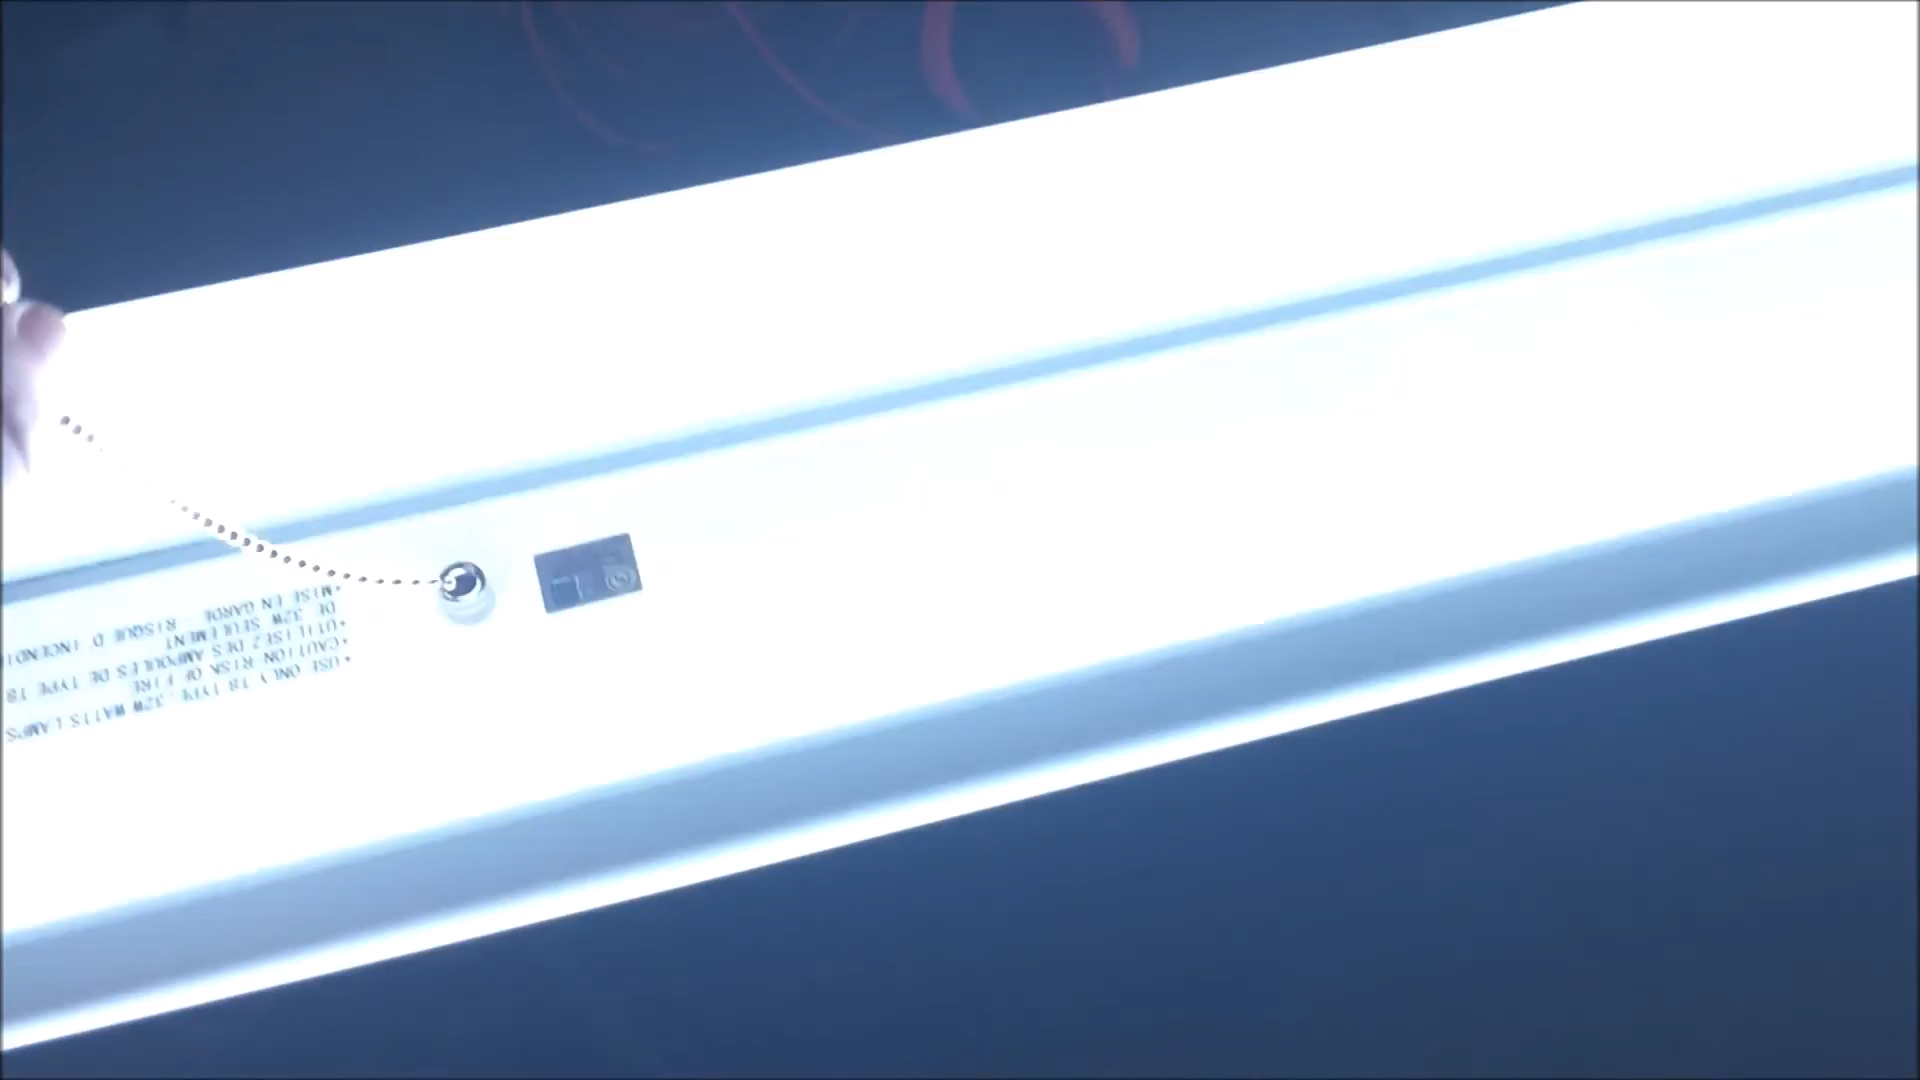 •USE ONLY T8 TYPE, 32W WATTS LAMPS
•CAUTION RISK OF FIRE
•UTILISEZ DES AMPOULES DE TYPE T8
DE 32W SEULEMENT
•MISE EN GARDE RISQUE D'INCENDI